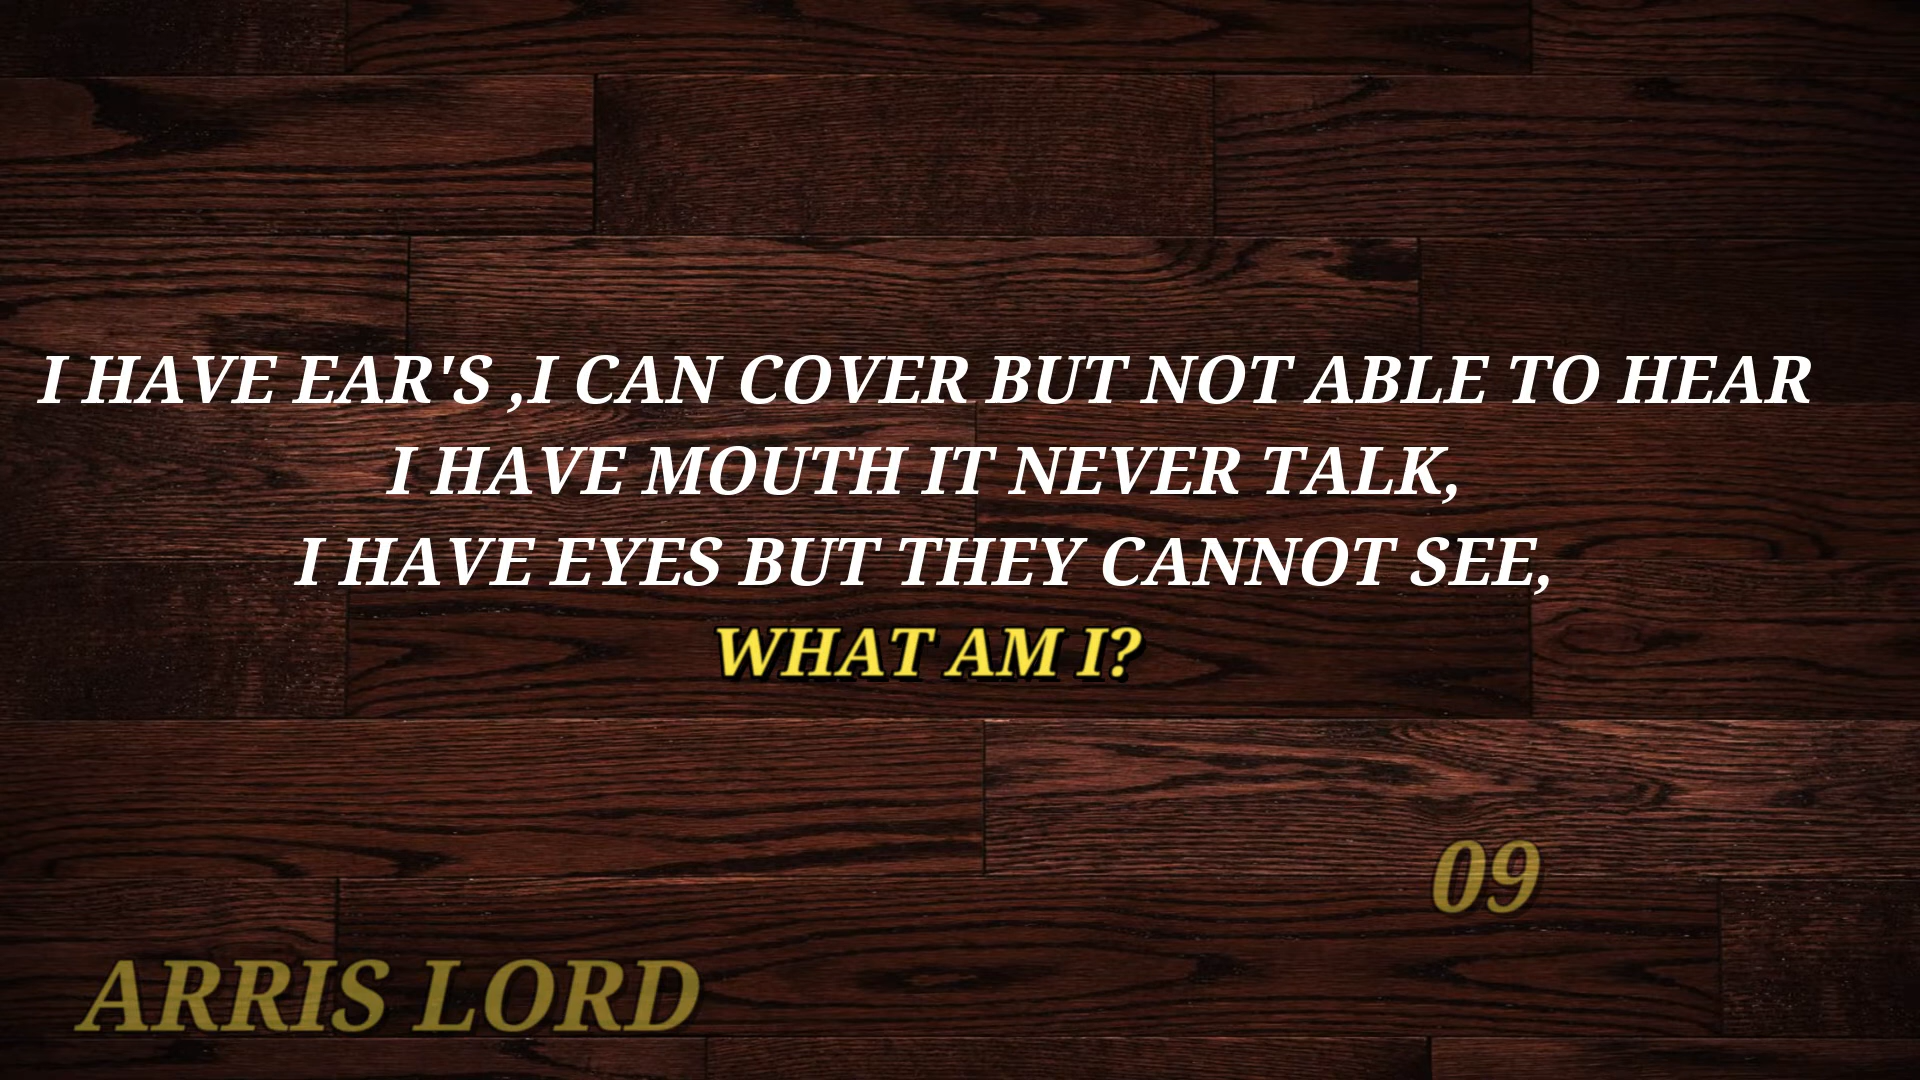 I HAVE EAR'S ,I CAN COVER BUT NOT ABLE TO HEAR
I HAVE MOUTH IT NEVER TALK,
I HAVE EYES BUT THEY CANNOT SEE,
WHAT AM I?
09
ARRIS LORD